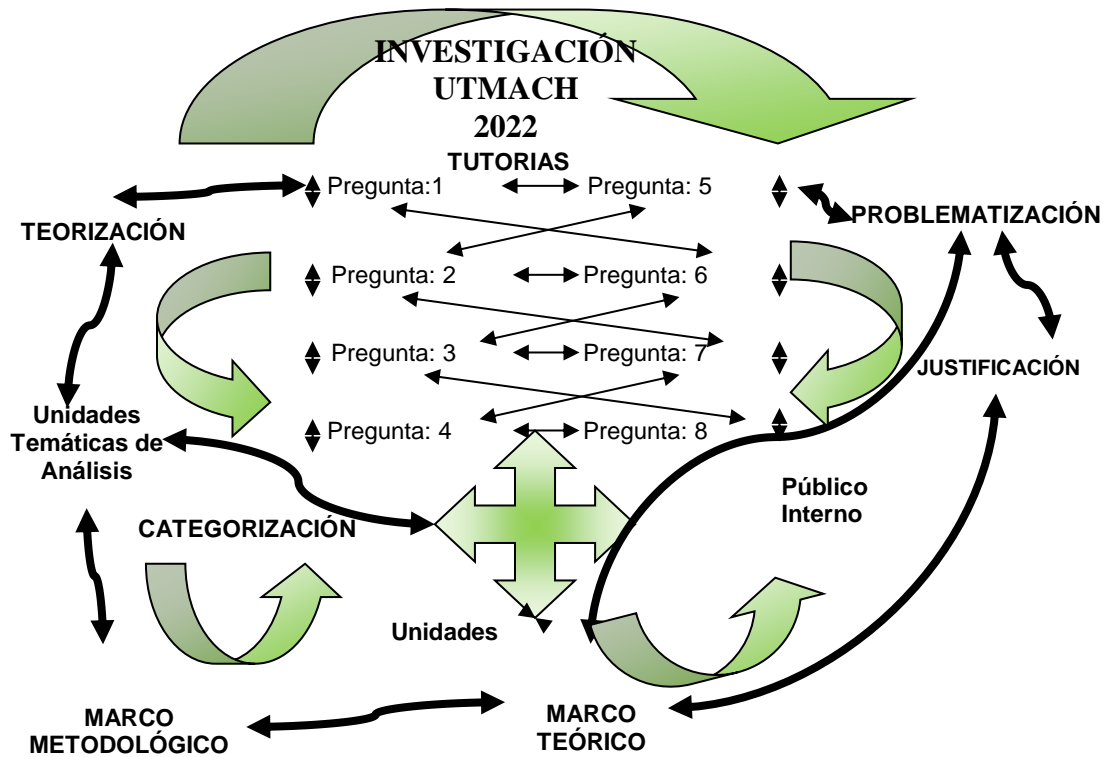 INVESTIGACIÓN
UTMACH
2022
TUTORIAS
Pregunta:1
Pregunta: 5
TEORIZACIÓN
PROBLEMATIZACIÓN
Pregunta: 2
Pregunta: 6
Pregunta: 3
Pregunta: 7
JUSTIFICACIÓN
Unidades
Temáticas de
Análisis
Pregunta: 4
Pregunta: 8
Público
Interno
CATEGORIZACIÓN
Unidades
MARCO
METODOLÓGICO
MARCO
TEÓRICO